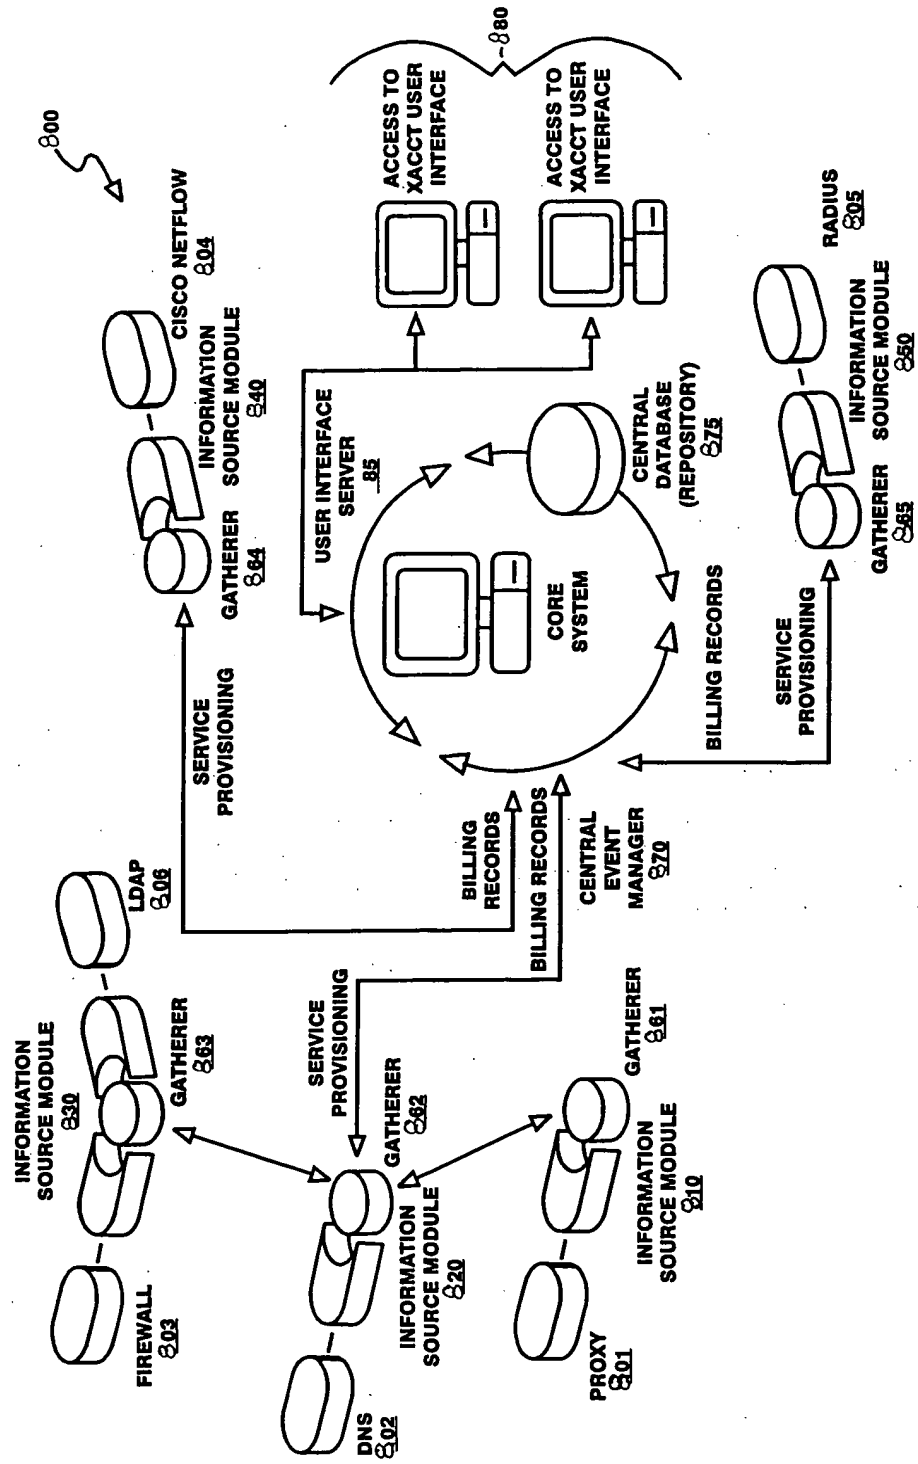 800
INFORMATION
SOURCE MODULE
830
LDAP
806
FIREWALL
803
GATHERER
863
CISCO NETFLOW
804
INFORMATION
SOURCE MODULE
840
GATHERER
864
SERVICE
PROVISIONING
DNS
802
INFORMATION
SOURCE MODULE
820
GATHERER
862
SERVICE
PROVISIONING
PROXY
801
INFORMATION
SOURCE MODULE
810
GATHERER
861
BILLING
RECORDS
BILLING RECORDS
CENTRAL
EVENT
MANAGER
870
USER INTERFACE
SERVER
85
CORE
SYSTEM
CENTRAL
DATABASE
(REPOSITORY)
875
ACCESS TO
XACCT USER
INTERFACE
ACCESS TO
XACCT USER
INTERFACE
880
BILLING RECORDS
SERVICE
PROVISIONING
GATHERER
865
INFORMATION
SOURCE MODULE
850
RADIUS
805